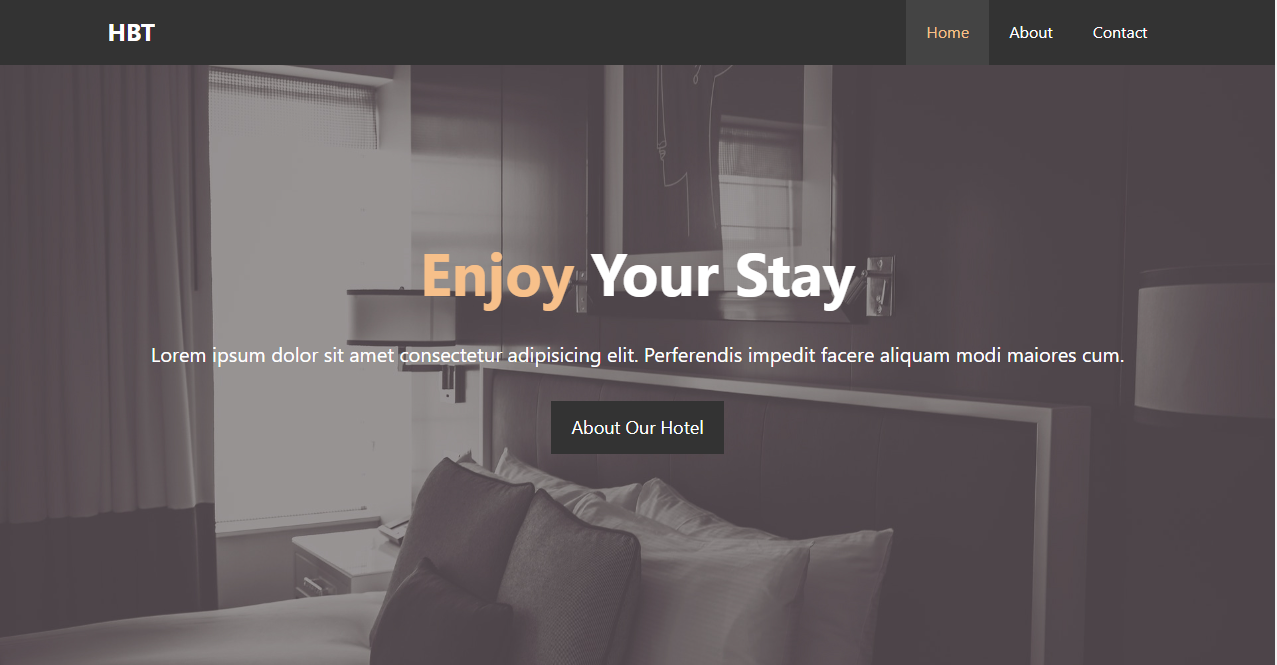 HBT
Home About Contact
Enjoy Your Stay
Lorem ipsum dolor sit amet consectetur adipisicing elit. Perferendis impedit facere aliquam modi maiores cum.
About Our Hotel